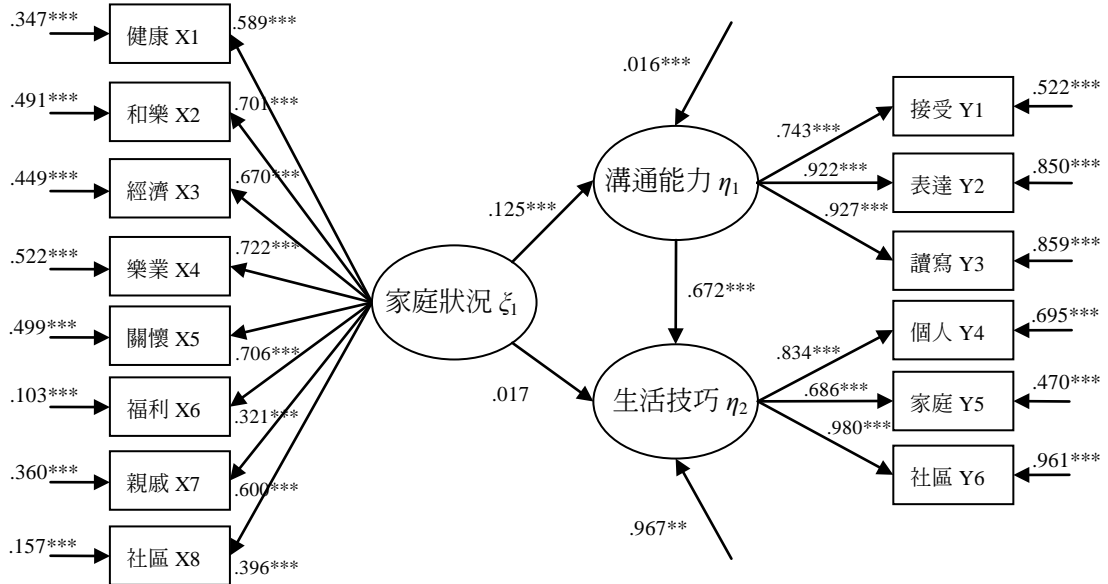 .347***
健康 X1
.589***
.491***
和樂 X2
.701***
.449***
經濟 X3
.670***
.522***
樂業 X4
.722***
.499***
關懷 X5
.706***
.103***
福利 X6
.321***
.360***
親戚 X7
.600***
.157***
社區 X8
.396***
家庭狀況 ξ1
.125***
.017
.016***
溝通能力 η1
.672***
生活技巧 η2
.967**
.743***
接受 Y1
.522***
.922***
表達 Y2
.850***
.927***
讀寫 Y3
.859***
.834***
個人 Y4
.695***
.686***
家庭 Y5
.470***
.980***
社區 Y6
.961***